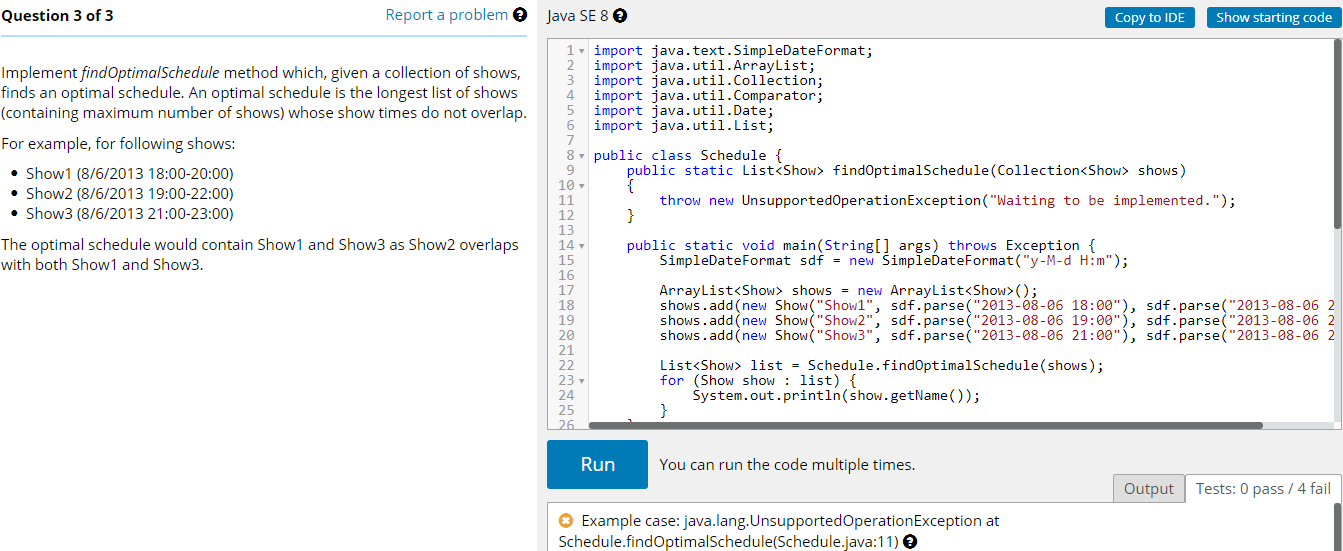 Question 3 of 3
Report a problem ?
Implement findOptimalSchedule method which, given a collection of shows,
finds an optimal schedule. An optimal schedule is the longest list of shows
(containing maximum number of shows) whose show times do not overlap.
For example, for following shows:
• Show1 (8/6/2013 18:00-20:00)
• Show2 (8/6/2013 19:00-22:00)
• Show3 (8/6/2013 21:00-23:00)
The optimal schedule would contain Show1 and Show3 as Show2 overlaps
with both Show1 and Show3.
Java SE 8 ?
Copy to IDE
Show starting code
1 import java.text.SimpleDateFormat;
2 import java.util.ArrayList;
3 import java.util.Collection;
4 import java.util.Comparator;
5 import java.util.Date;
6 import java.util.List;
7
8 public class Schedule {
9     public static List<Show> findOptimalSchedule(Collection<Show> shows)
10     {
11         throw new UnsupportedOperationException("Waiting to be implemented.");
12     }
13
14     public static void main(String[] args) throws Exception {
15         SimpleDateFormat sdf = new SimpleDateFormat("y-M-d H:m");
16
17         ArrayList<Show> shows = new ArrayList<Show>();
18         shows.add(new Show("Show1", sdf.parse("2013-08-06 18:00"), sdf.parse("2013-08-06 2
19         shows.add(new Show("Show2", sdf.parse("2013-08-06 19:00"), sdf.parse("2013-08-06 2
20         shows.add(new Show("Show3", sdf.parse("2013-08-06 21:00"), sdf.parse("2013-08-06 2
21
22         List<Show> list = Schedule.findOptimalSchedule(shows);
23         for (Show show : list) {
24             System.out.println(show.getName());
25         }
26
Run
You can run the code multiple times.
Output
Tests: 0 pass / 4 fail
Example case: java.lang.UnsupportedOperationException at
Schedule.findOptimalSchedule(Schedule.java:11) ?